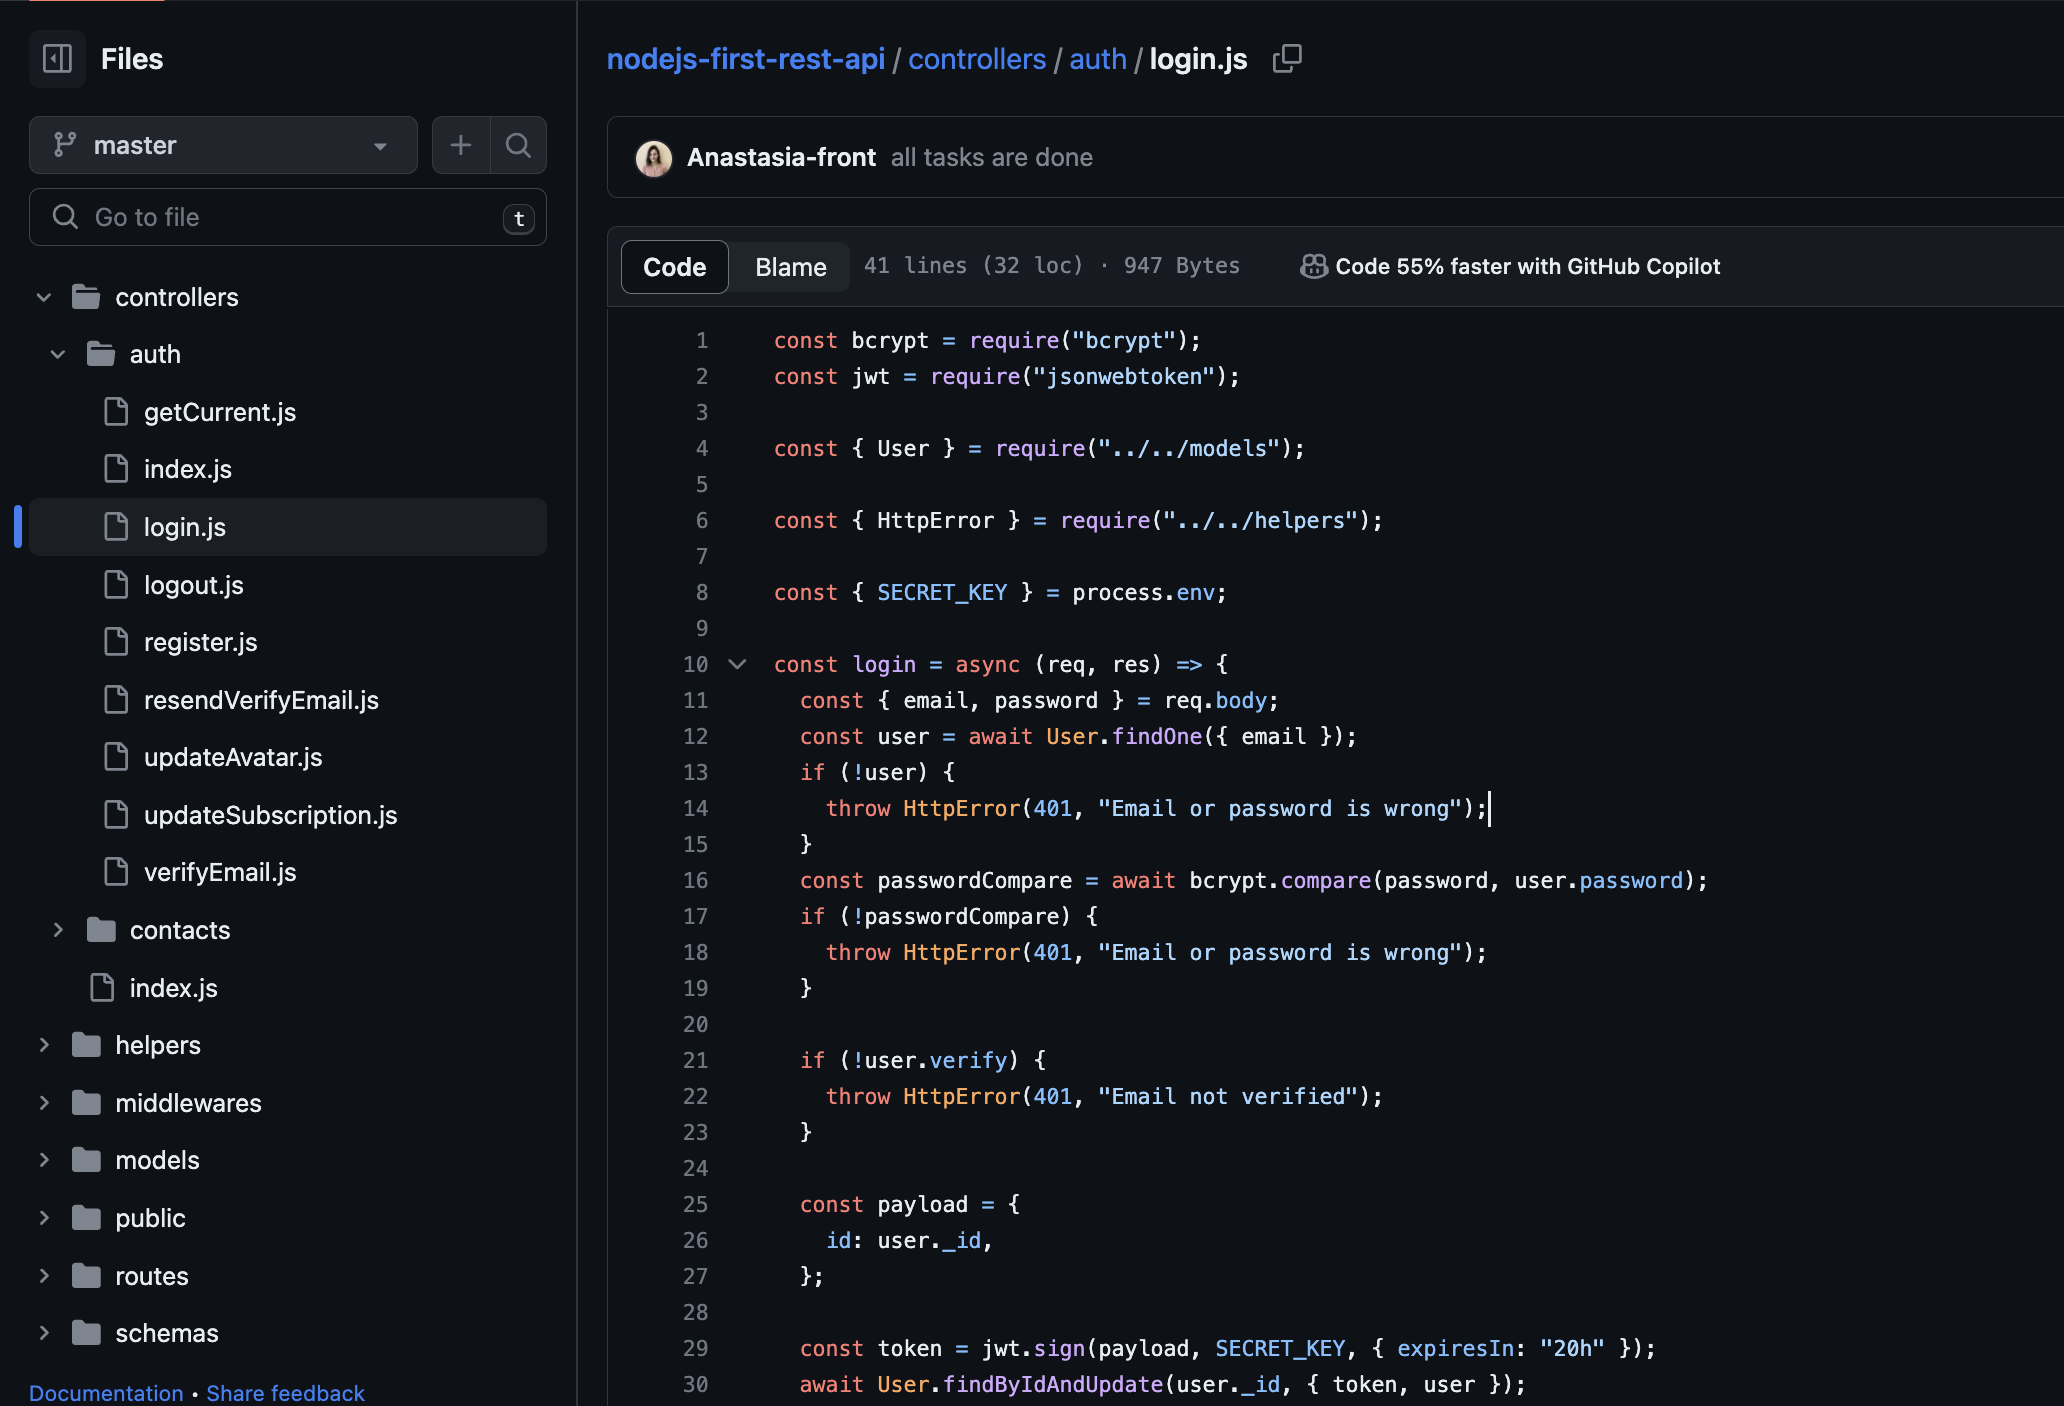 Files
master
Go to file
t
controllers
auth
getCurrent.js
index.js
login.js
logout.js
register.js
resendVerifyEmail.js
updateAvatar.js
updateSubscription.js
verifyEmail.js
contacts
index.js
helpers
middlewares
models
public
routes
schemas
Documentation • Share feedback
nodejs-first-rest-api / controllers / auth / login.js
Anastasia-front all tasks are done
Code Blame 41 lines (32 loc) · 947 Bytes Code 55% faster with GitHub Copilot
1 const bcrypt = require("bcrypt");
2 const jwt = require("jsonwebtoken");
3
4 const { User } = require("../../models");
5
6 const { HttpError } = require("../../helpers");
7
8 const { SECRET_KEY } = process.env;
9
10 const login = async (req, res) => {
11 const { email, password } = req.body;
12 const user = await User.findOne({ email });
13 if (!user) {
14 throw HttpError(401, "Email or password is wrong");
15 }
16 const passwordCompare = await bcrypt.compare(password, user.password);
17 if (!passwordCompare) {
18 throw HttpError(401, "Email or password is wrong");
19 }
20
21 if (!user.verify) {
22 throw HttpError(401, "Email not verified");
23 }
24
25 const payload = {
26 id: user._id,
27 };
28
29 const token = jwt.sign(payload, SECRET_KEY, { expiresIn: "20h" });
30 await User.findByIdAndUpdate(user._id, { token, user });